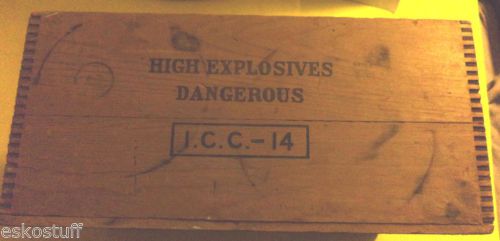 HIGH EXPLOSIVES
DANGEROUS
I.C.C.-14
eskostuff